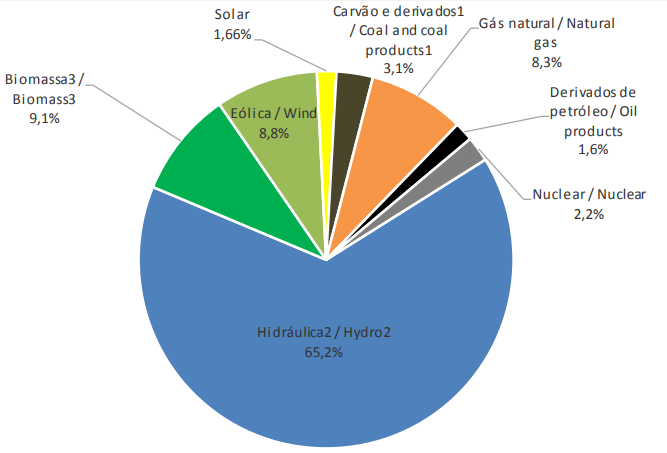 Solar
1,66%
Carvão e derivados1
/ Coal and coal
products1
3,1%
Gás natural / Natural
gas
8,3%
Derivados de
petróleo / Oil
products
1,6%
Nuclear / Nuclear
2,2%
Hidráulica2 / Hydro2
65,2%
Biomassa3 /
Biomass3
9,1%
Eólica / Wind
8,8%